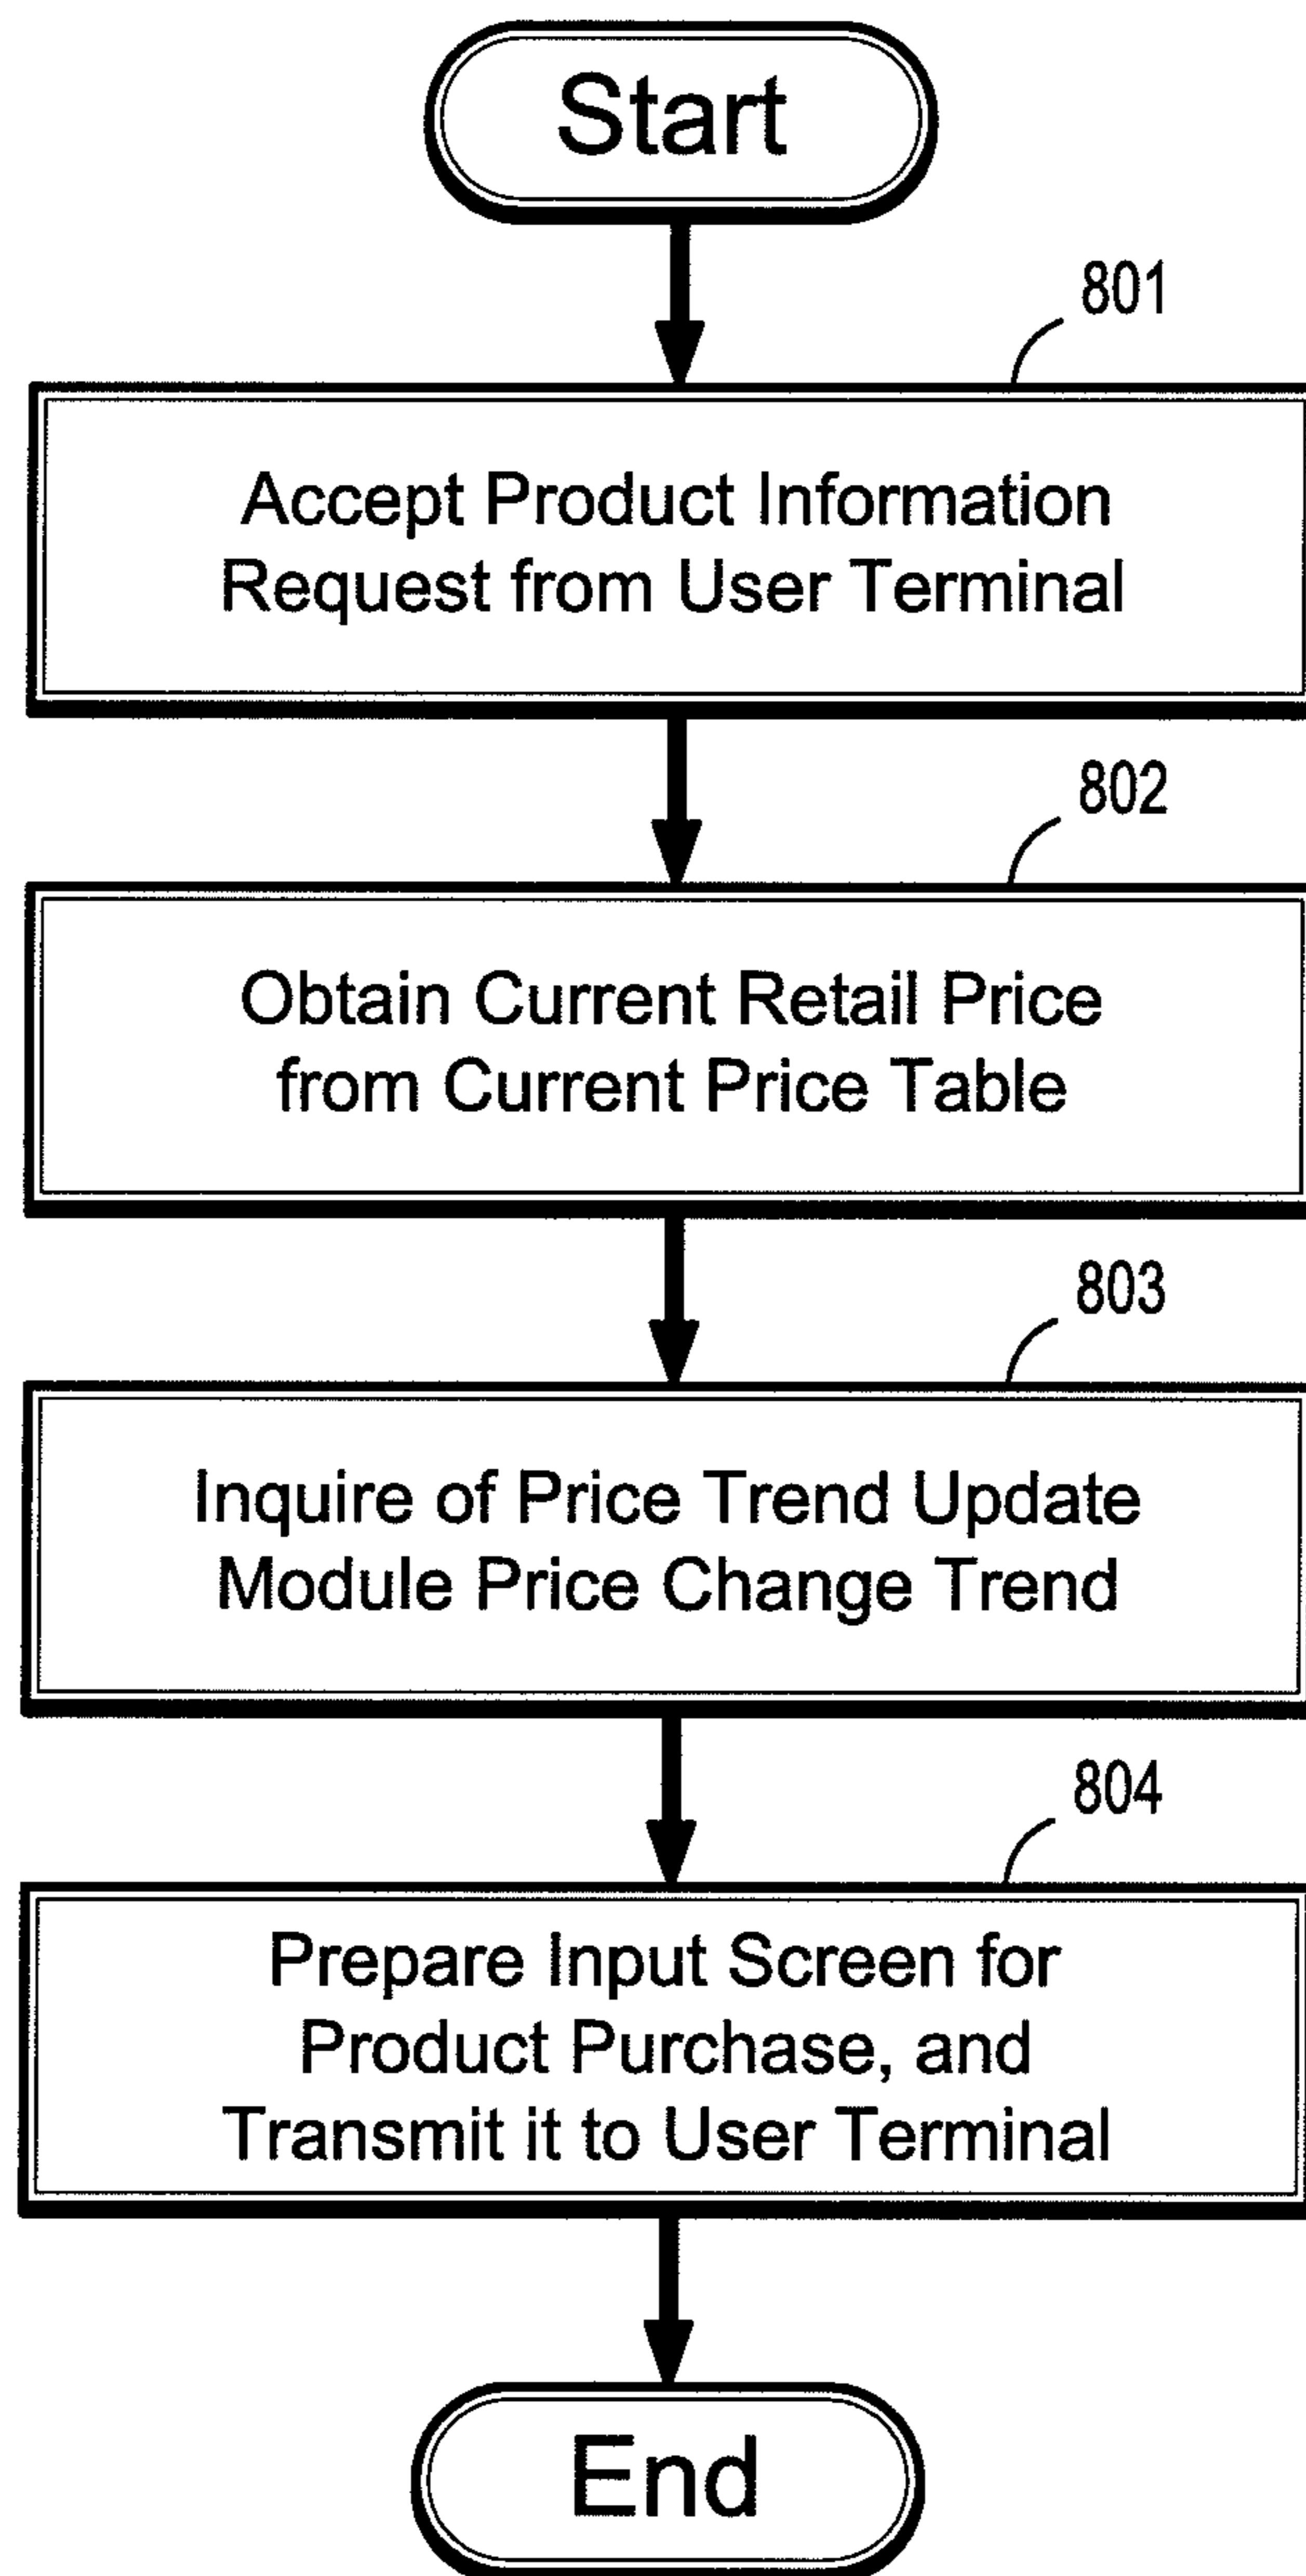 Start
801
Accept Product Information
Request from User Terminal
802
Obtain Current Retail Price
from Current Price Table
803
Inquire of Price Trend Update
Module Price Change Trend
804
Prepare Input Screen for
Product Purchase, and
Transmit it to User Terminal
End